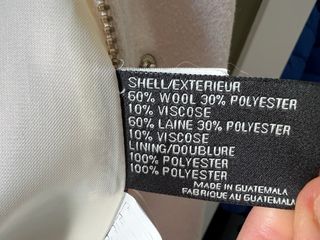 SHELL/EXTERIEUR
60% WOOL 30% POLYESTER
10% VISCOSE
60% LAINE 30% POLYESTER
10% VISCOSE
LINING/DOUBLURE
100% POLYESTER
100% POLYESTER
MADE IN GUATEMALA
FABRIQUE AU GUATEMALA